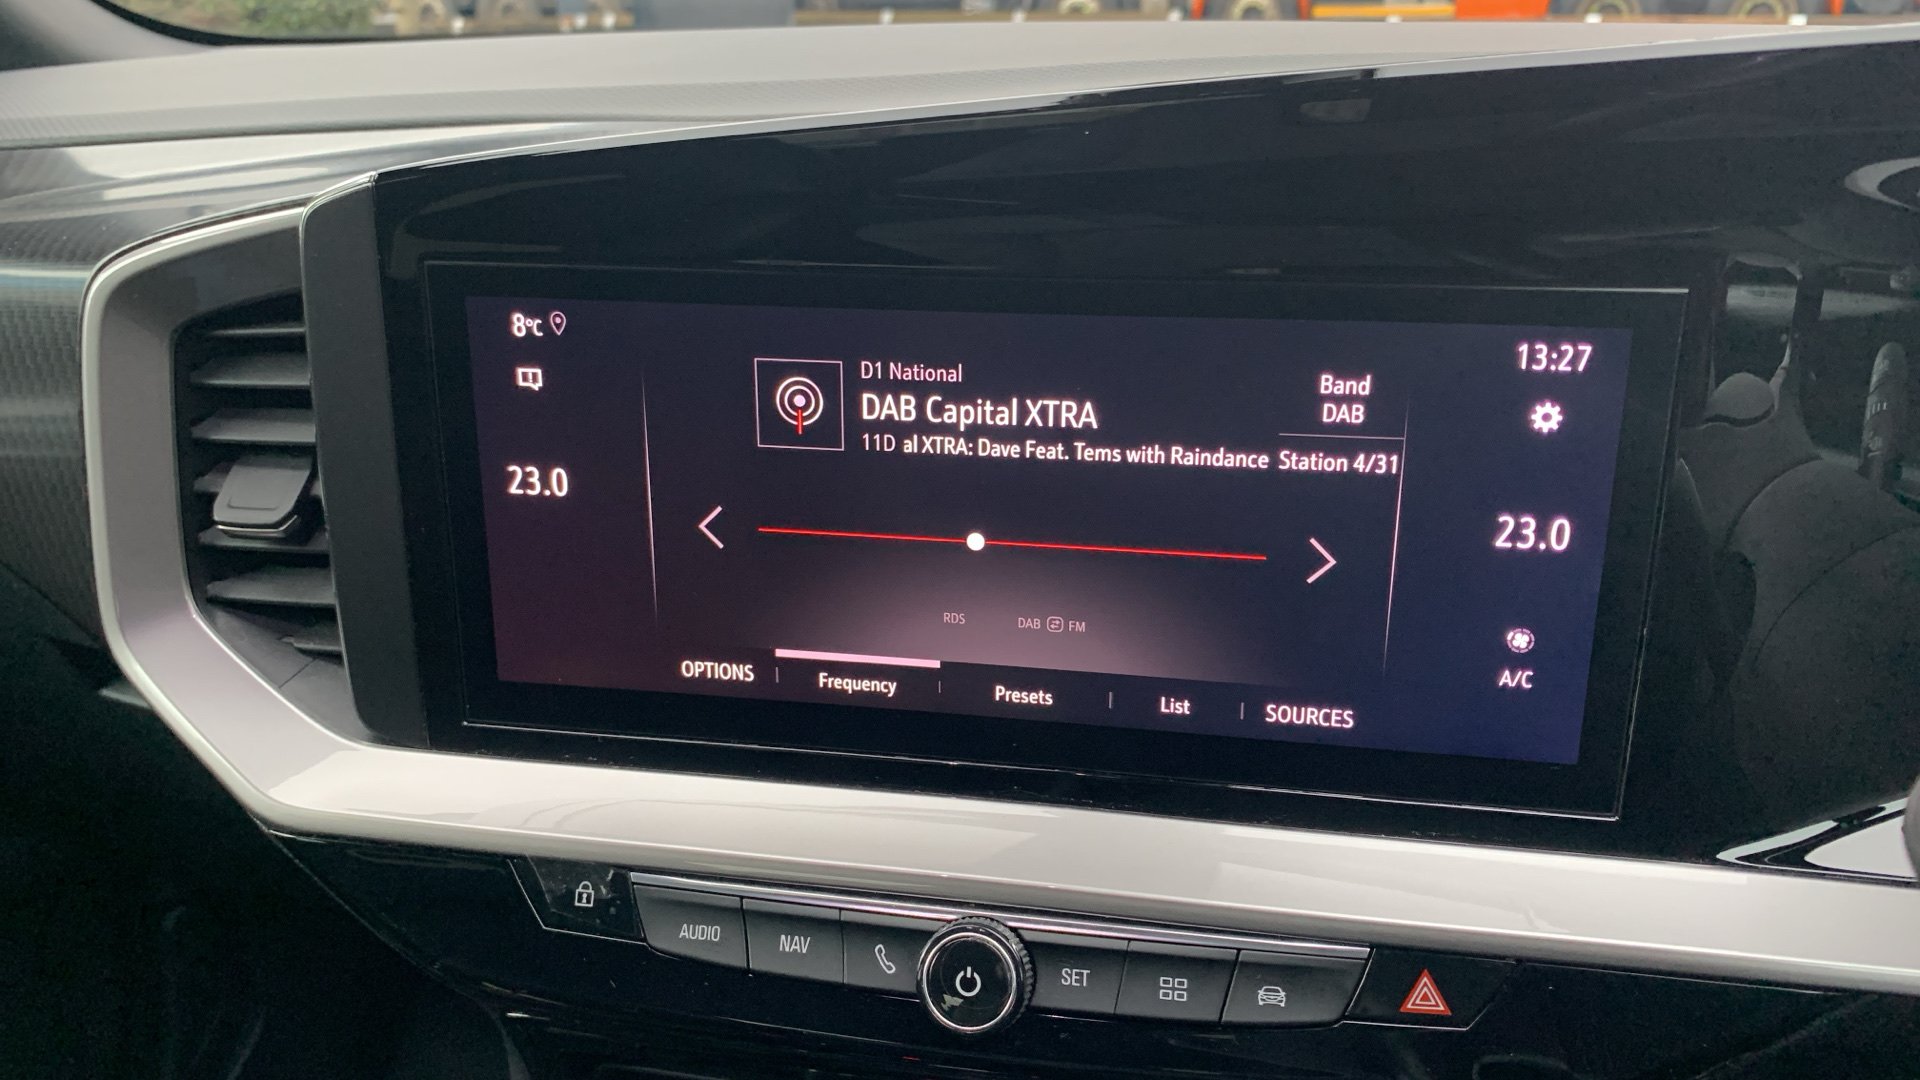 8°C
13:27
D1 National
DAB Capital XTRA
11D al XTRA: Dave Feat. Tems with Raindance
Band
DAB
Station 4/31
23.0
23.0
RDS
DAB FM
A/C
OPTIONS
Frequency
Presets
List
SOURCES
AUDIO
NAV
SET